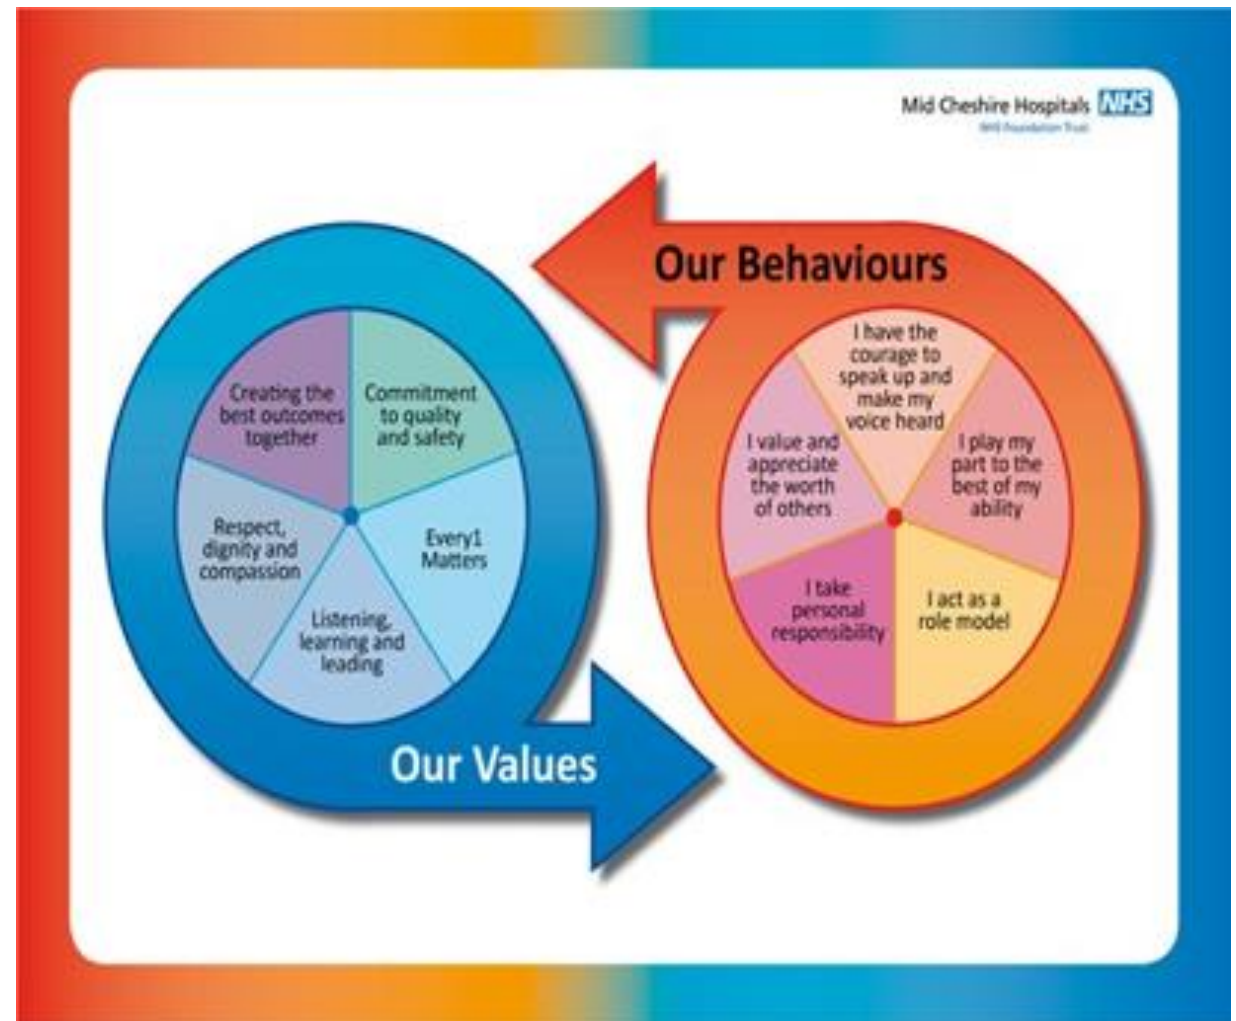 Mid Cheshire Hospitals NHS
NHS Foundation Trust
Our Behaviours
Creating the
best outcomes
together
Commitment
to quality
and safety
Every1
Matters
Listening,
learning and
leading
Respect,
dignity and
compassion
Our Values
I have the
courage to
speak up and
make my
voice heard
I play my
part to the
best of my
ability
I act as a
role model
I take
personal
responsibility
I value and
appreciate
the worth
of others